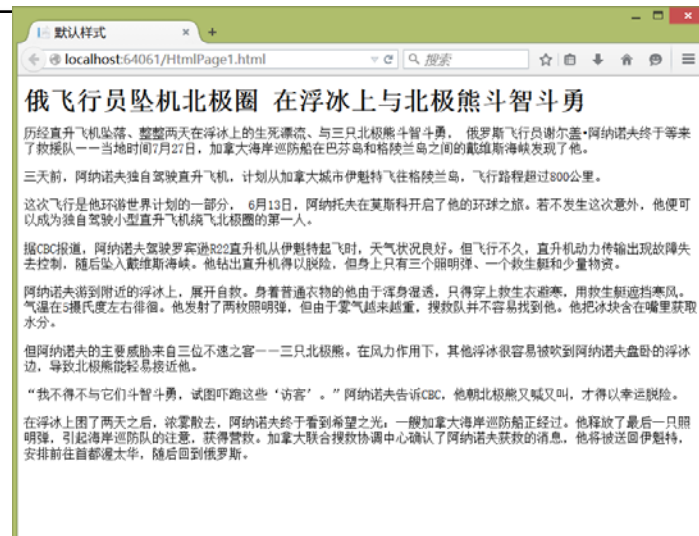 默认样式
localhost:64061/HtmlPage1.html
搜索
俄飞行员坠机北极圈 在浮冰上与北极熊斗智斗勇
历经直升飞机坠落、整整两天在浮冰上的生死漂流、与三只北极熊斗智斗勇， 俄罗斯飞行员谢尔盖·阿纳诺夫终于等来
了救援队——当地时间7月27日，加拿大海岸巡防船在巴芬岛和格陵兰岛之间的戴维斯海峡发现了他。
三天前，阿纳诺夫独自驾驶直升飞机，计划从加拿大城市伊魁特飞往格陵兰岛，飞行路程超过800公里。
这次飞行是他环游世界计划的一部分， 6月13日，阿纳托夫在莫斯科开启了他的环球之旅。若不发生这次意外，他便可
以成为独自驾驶小型直升飞机绕飞北极圈的第一人。
据CBC报道，阿纳诺夫驾驶罗宾逊R22直升机从伊魁特起飞时，天气状况良好。但飞行不久，直升机动力传输出现故障失
去控制，随后坠入戴维斯海峡。他钻出直升机得以脱险，但身上只有三个照明弹、一个救生艇和少量物资。
阿纳诺夫游到附近的浮冰上，展开自救。身着普通衣物的他由于浑身湿透，只得穿上救生衣避寒，用救生艇遮挡寒风。
气温在5摄氏度左右徘徊。他发射了两枚照明弹，但由于雾气越来越重，搜救队并不容易找到他。他把冰块含在嘴里获取
水分。
但阿纳诺夫的主要威胁来自三位不速之客——三只北极熊。在风力作用下，其他浮冰很容易被吹到阿纳诺夫盘卧的浮冰
边，导致北极熊能轻易接近他。
“我不得不与它们斗智斗勇，试图吓跑这些‘访客’。”阿纳诺夫告诉CBC，他朝北极熊又喊又叫，才得以幸运脱险。
在浮冰上困了两天之后，浓雾散去，阿纳诺夫终于看到希望之光：一艘加拿大海岸巡防船正经过。他释放了最后一只照
明弹，引起海岸巡防队的注意，获得营救。加拿大联合搜救协调中心确认了阿纳诺夫获救的消息，他将被送回伊魁特，
安排前往首都渥太华，随后回到俄罗斯。